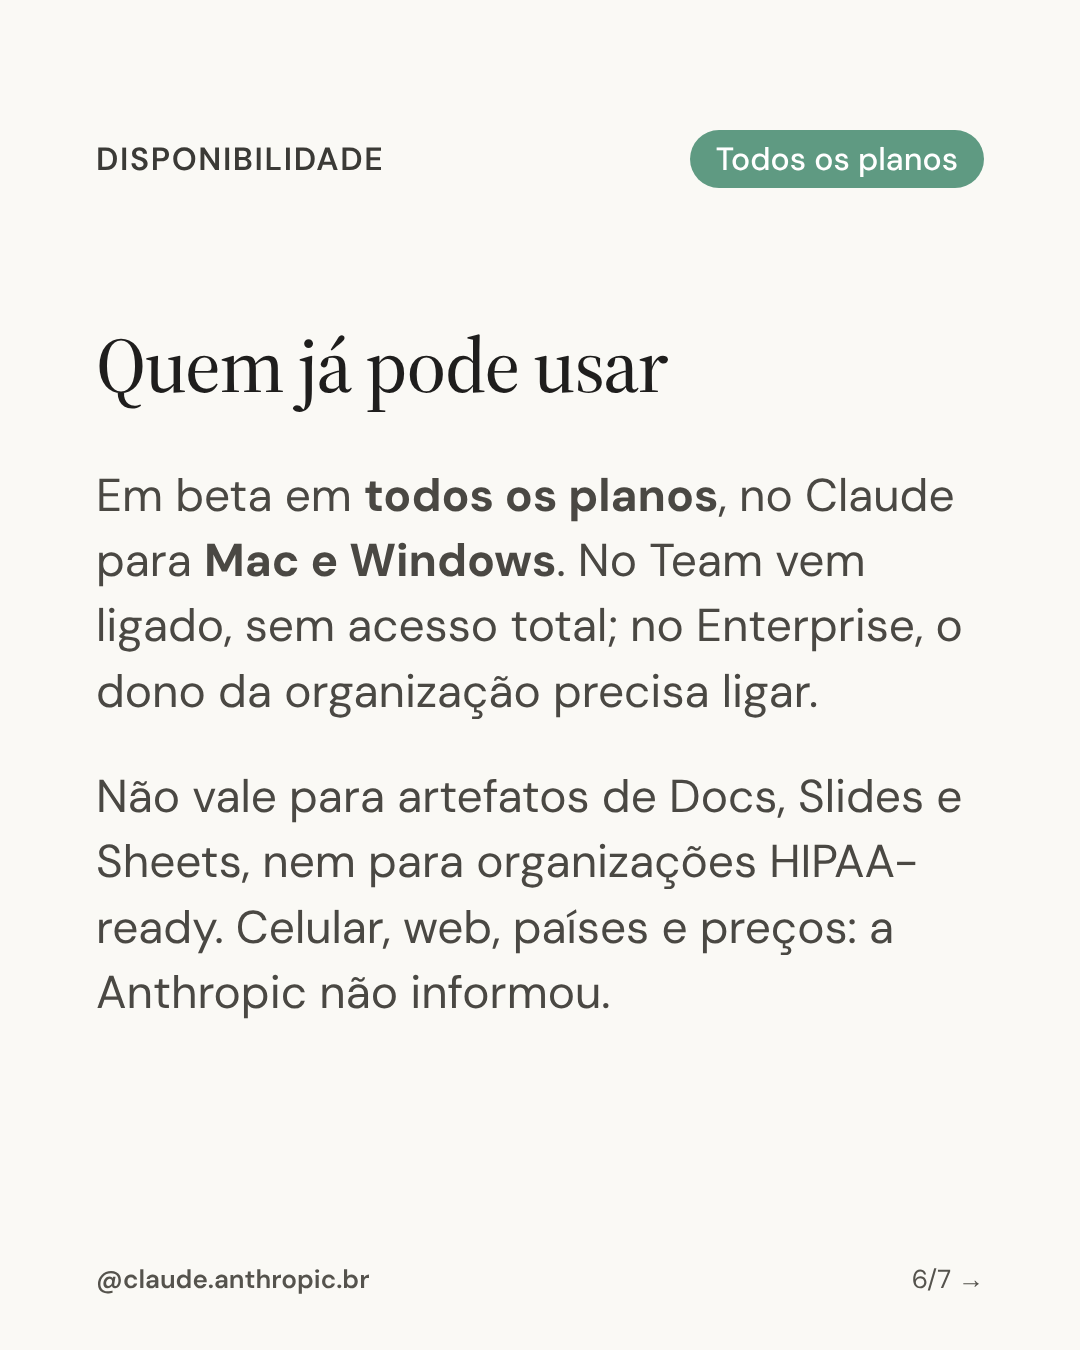 DISPONIBILIDADE
Todos os planos
Quem já pode usar
Em beta em todos os planos, no Claude
para Mac e Windows. No Team vem
ligado, sem acesso total; no Enterprise, o
dono da organização precisa ligar.
Não vale para artefatos de Docs, Slides e
Sheets, nem para organizações HIPAA-
ready. Celular, web, países e preços: a
Anthropic não informou.
@claude.anthropic.br
6/7 →